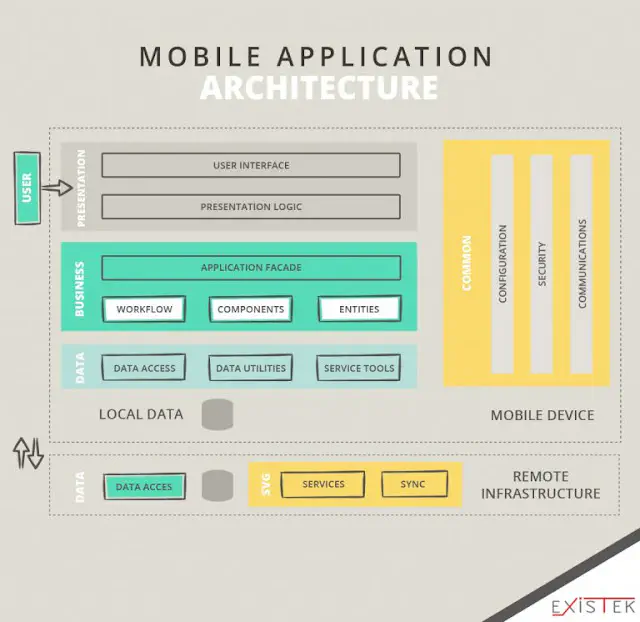 MOBILE APPLICATION
ARCHITECTURE
USER
PRESENTATION
USER INTERFACE
PRESENTATION LOGIC
BUSINESS
APPLICATION FACADE
WORKFLOW
COMPONENTS
ENTITIES
DATA
DATA ACCESS
DATA UTILITIES
SERVICE TOOLS
LOCAL DATA
COMMON
CONFIGURATION
SECURITY
COMMUNICATIONS
MOBILE DEVICE
DATA
DATA ACCES
SVG
SERVICES
SYNC
REMOTE
INFRASTRUCTURE
EXISTEK